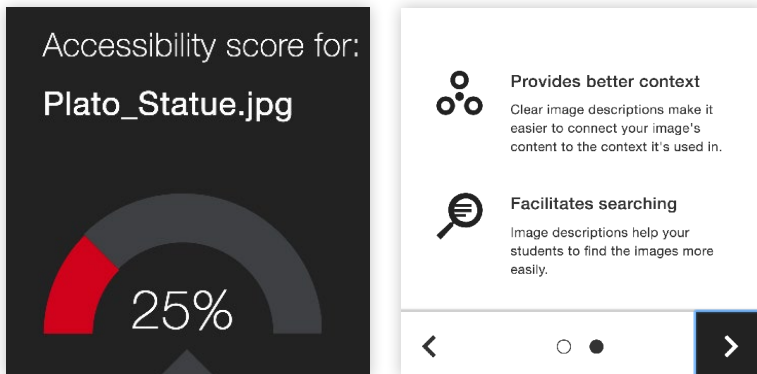 Accessibility score for:
Plato_Statue.jpg
25%
Provides better context
Clear image descriptions make it
easier to connect your image's
content to the context it's used in.
Facilitates searching
Image descriptions help your
students to find the images more
easily.